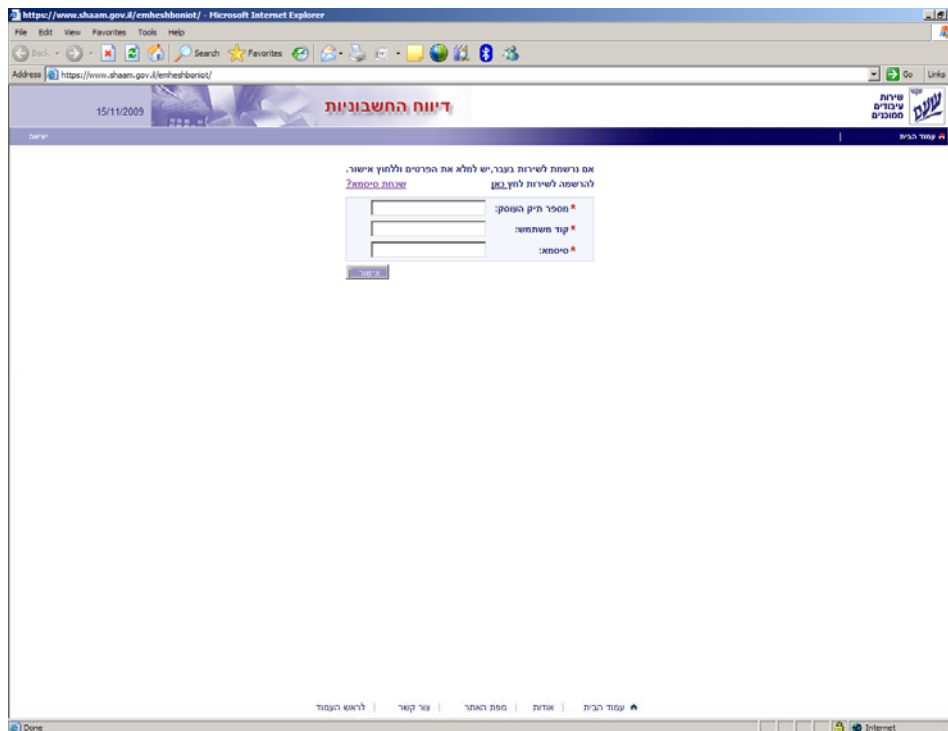 https://www.shaam.gov.il/emheshboniot/ - Microsoft Internet Explorer
File Edit View Favorites Tools Help
Back Search Favorites
Address https://www.shaam.gov.il/emheshboniot/ Go Links
שירות
עיבודים
ממוכנים
שע"ם
דיווח החשבוניות
15/11/2009
עמוד הבית | יציאה
אם נרשמת לשירות בעבר,יש למלא את הפרטים וללחוץ אישור.
להרשמה לשירות לחץ כאן שכחת סיסמא?
* מספר תיק העוסק:
* קוד משתמש:
* סיסמא:
אישור
עמוד הבית | אודות | מפת האתר | צור קשר | לראש העמוד
Done Internet